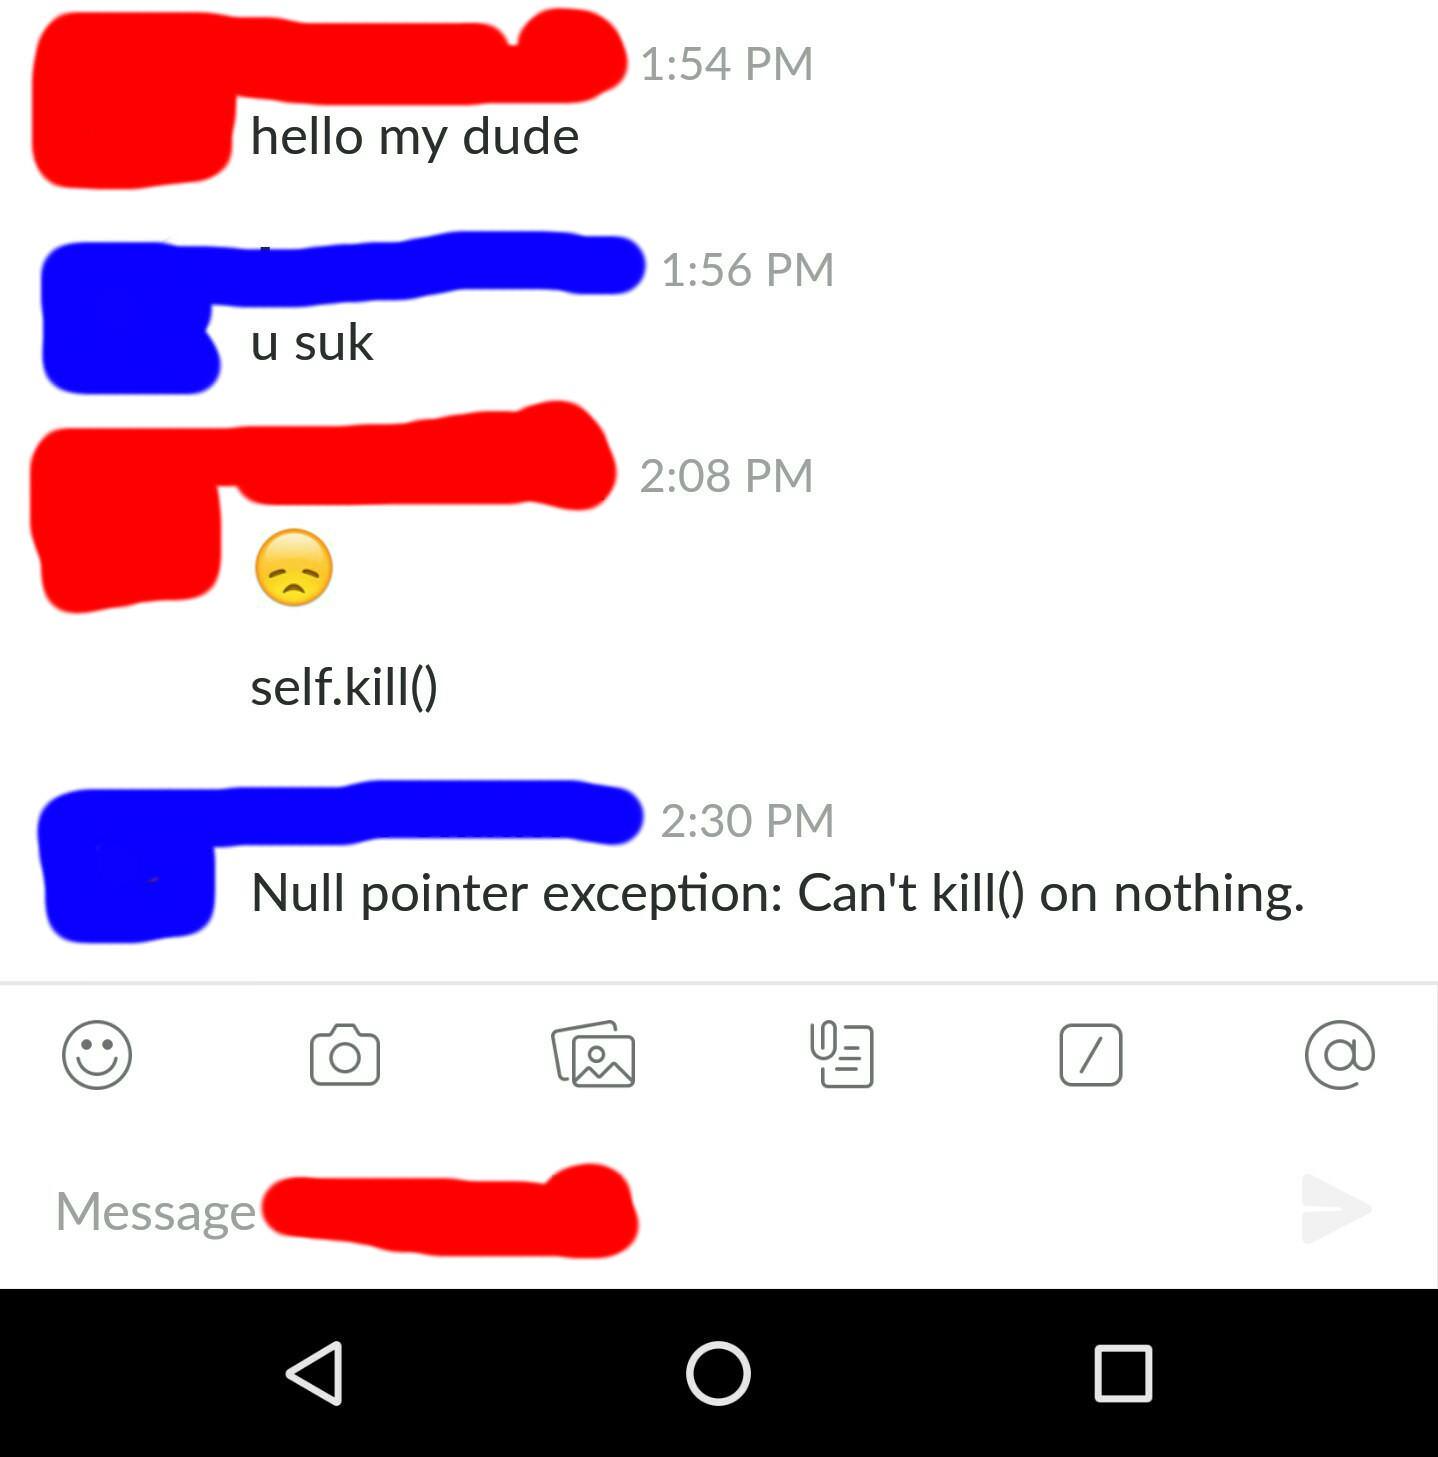 1:54 PM
hello my dude
1:56 PM
u suk
2:08 PM
self.kill()
2:30 PM
Null pointer exception: Can't kill() on nothing.
Message